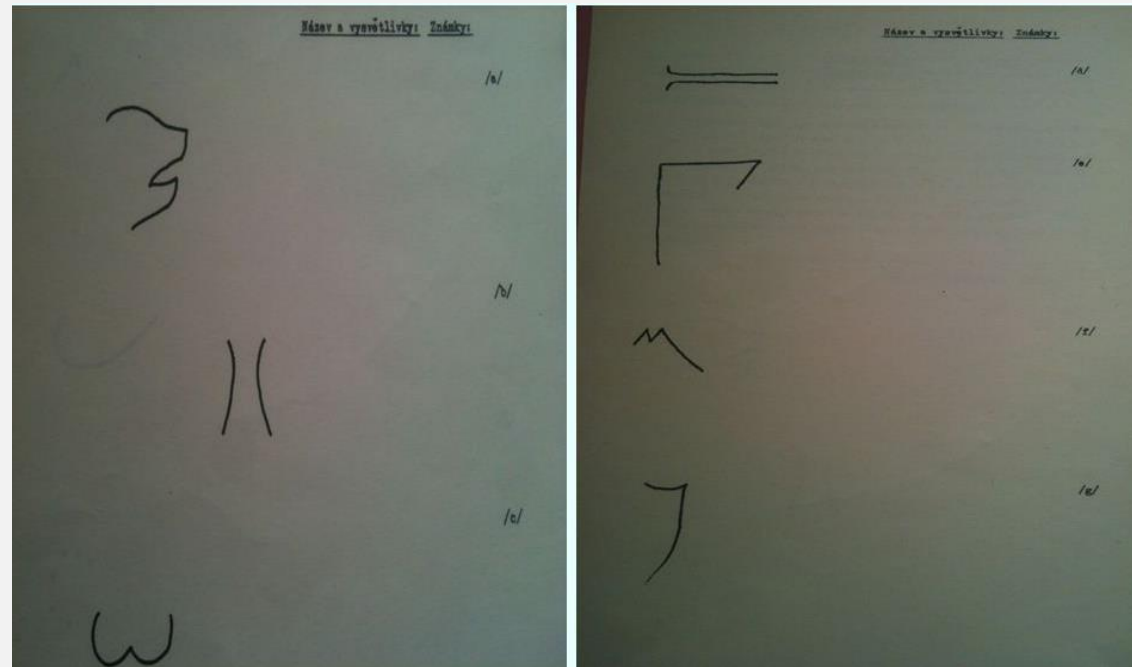 Název a vysvětlivky: Známky:
/a/
/b/
/c/
Název a vysvětlivky: Známky:
/d/
/e/
/f/
/g/